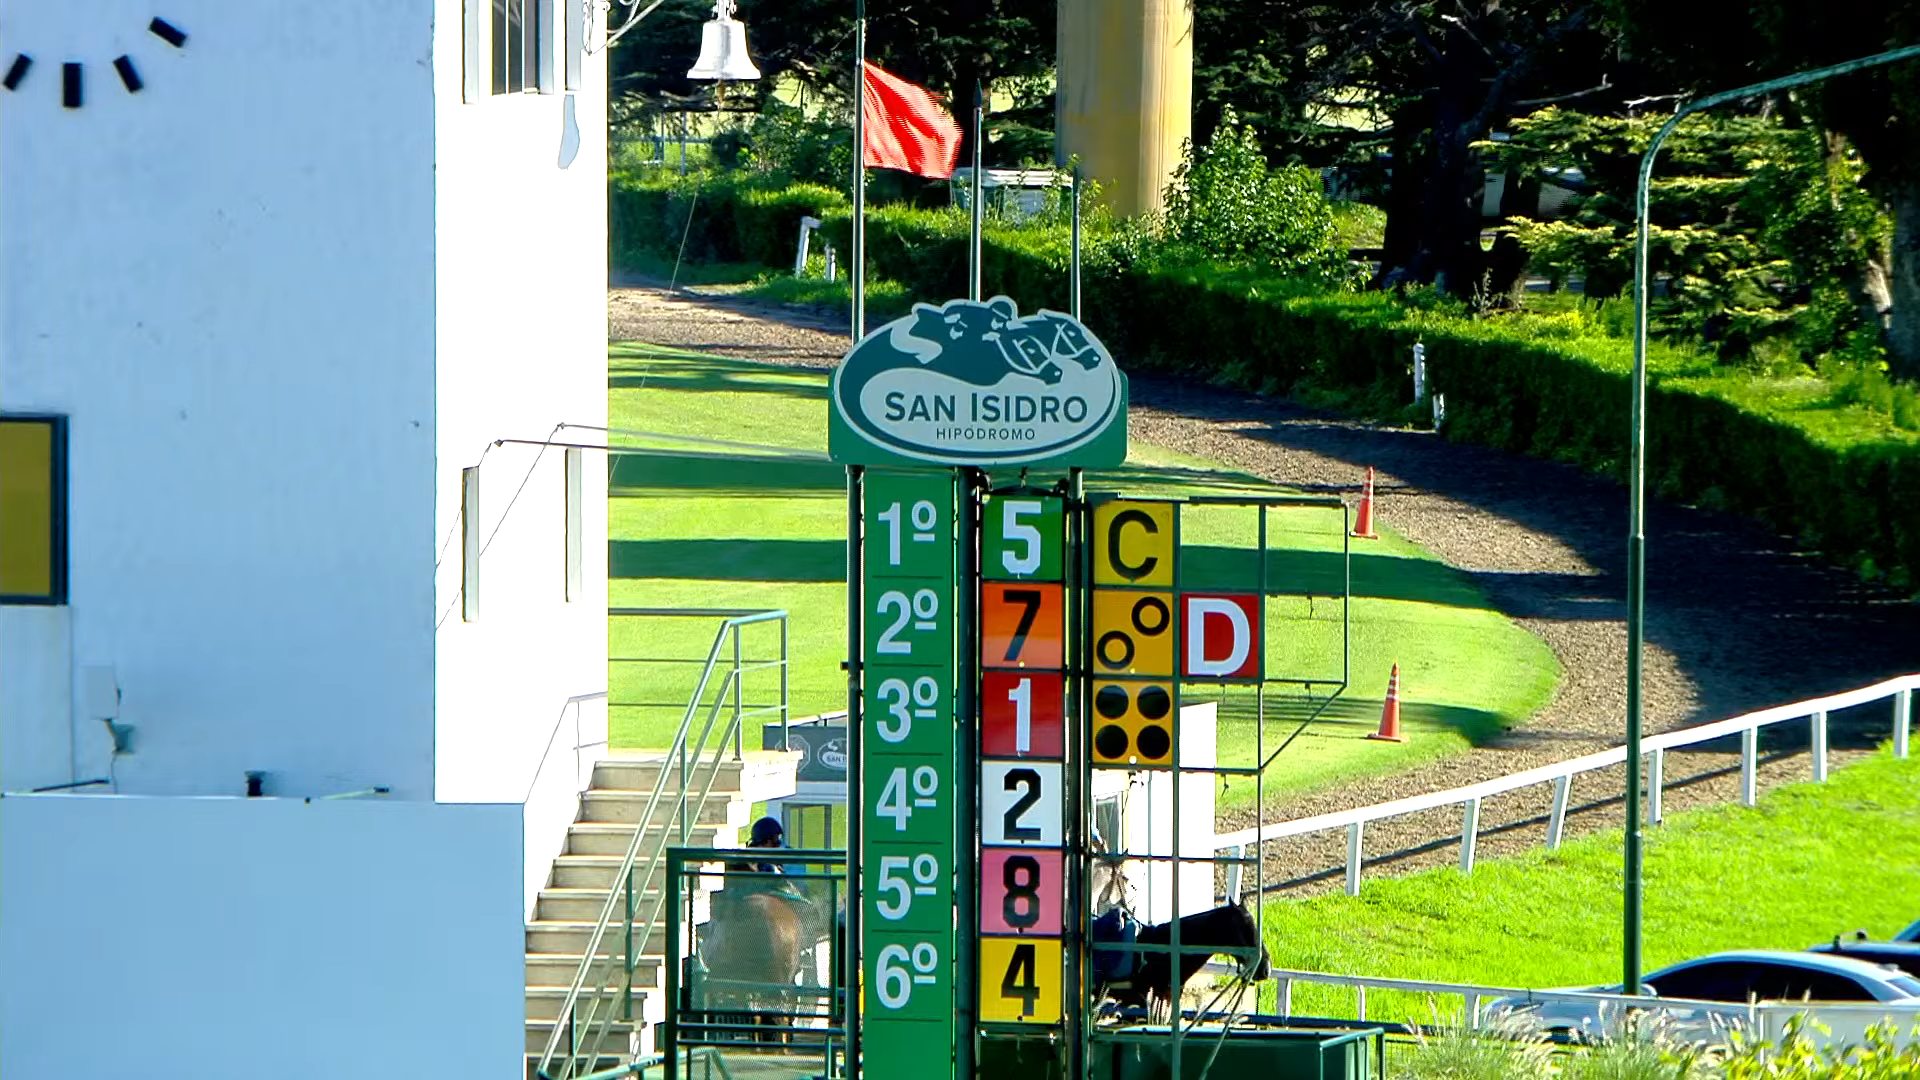 SAN ISIDRO
HIPÓDROMO
1º 5 C
2º 7 D
3º 1
4º 2
5º 8
6º 4